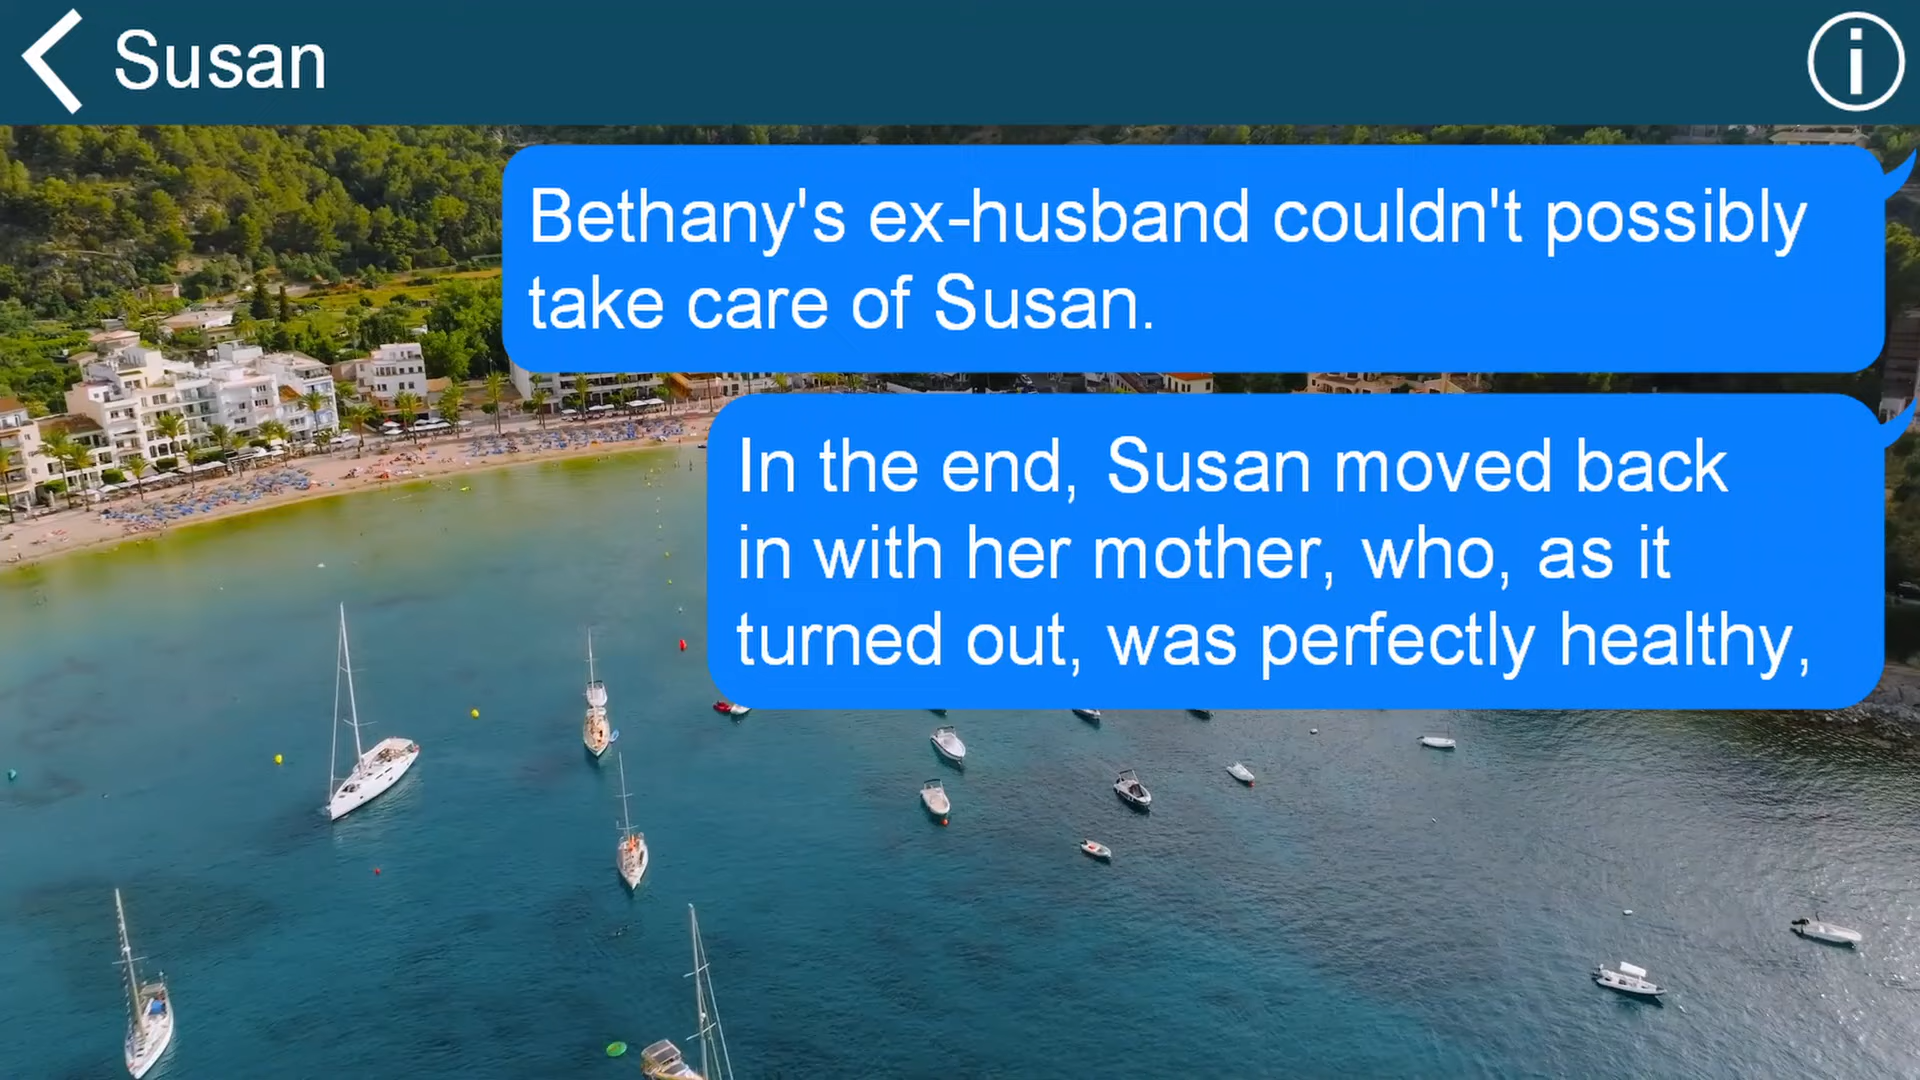 Susan
Bethany's ex-husband couldn't possibly
take care of Susan.
In the end, Susan moved back
in with her mother, who, as it
turned out, was perfectly healthy,